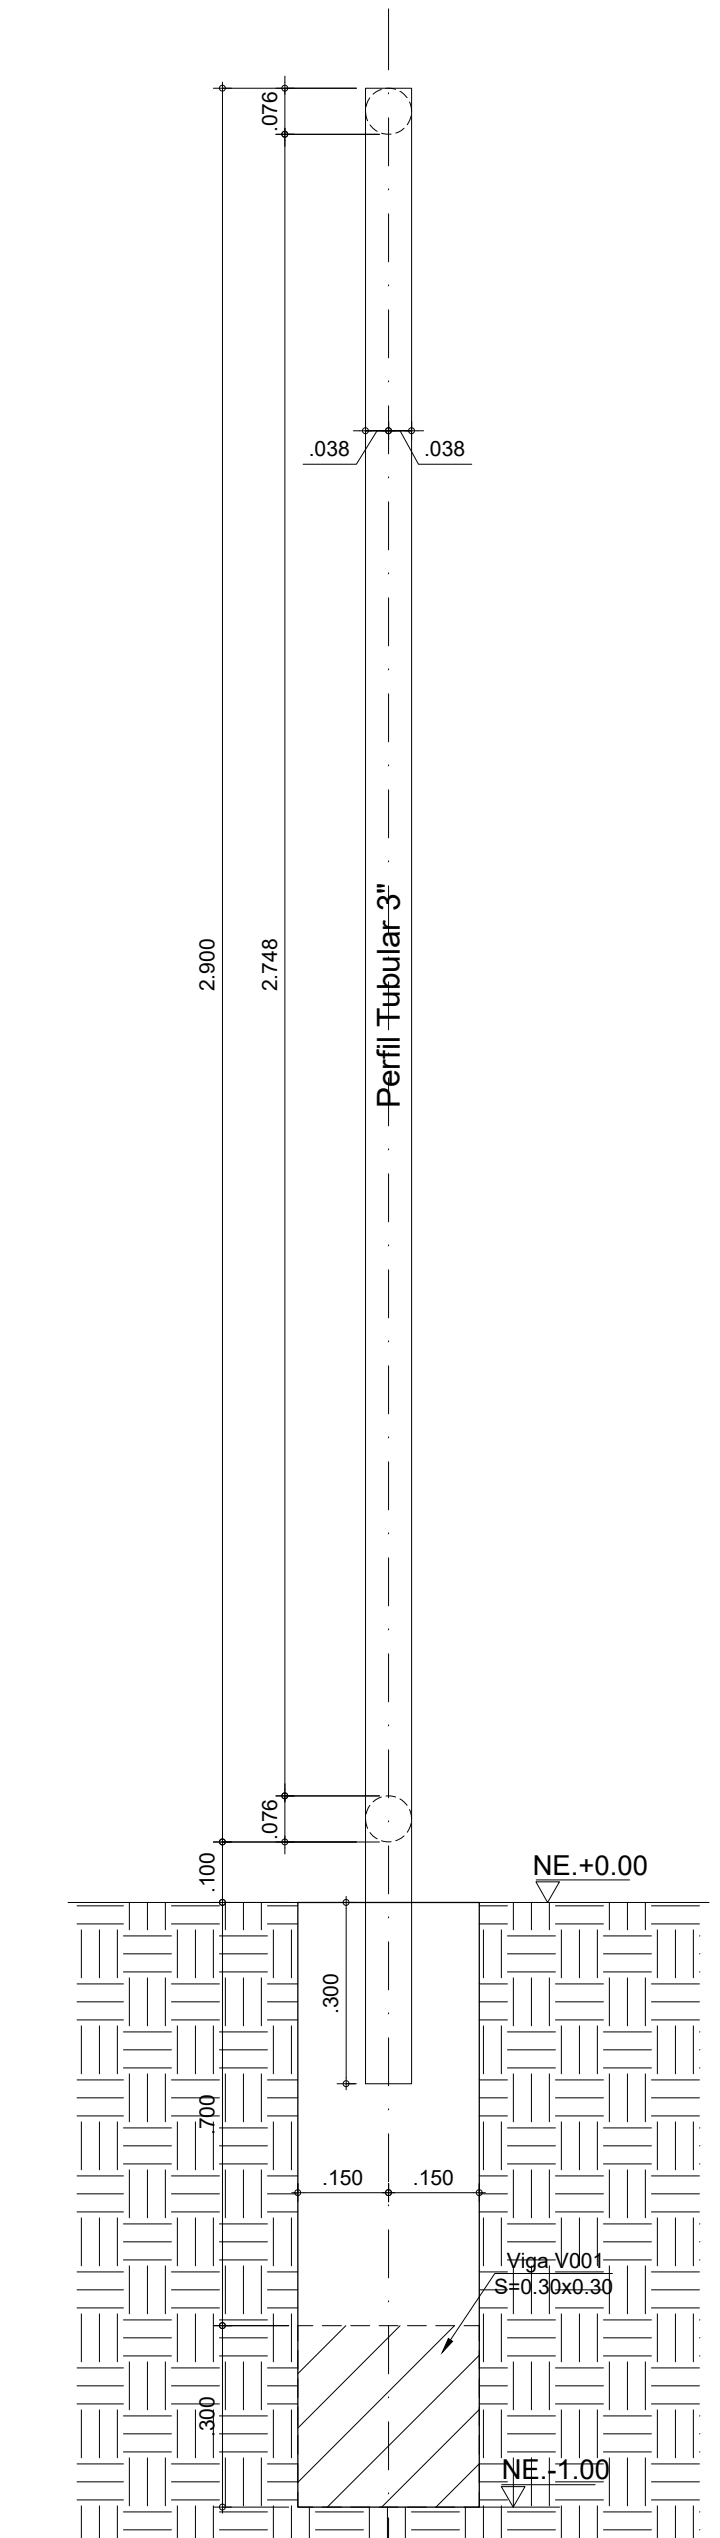 .076
.038
.038
2.900
2.748
Perfil Tubular 3"
.076
.100
NE.+0.00
.300
.700
.150
.150
Viga V001
S=0.30x0.30
.300
NE.-1.00